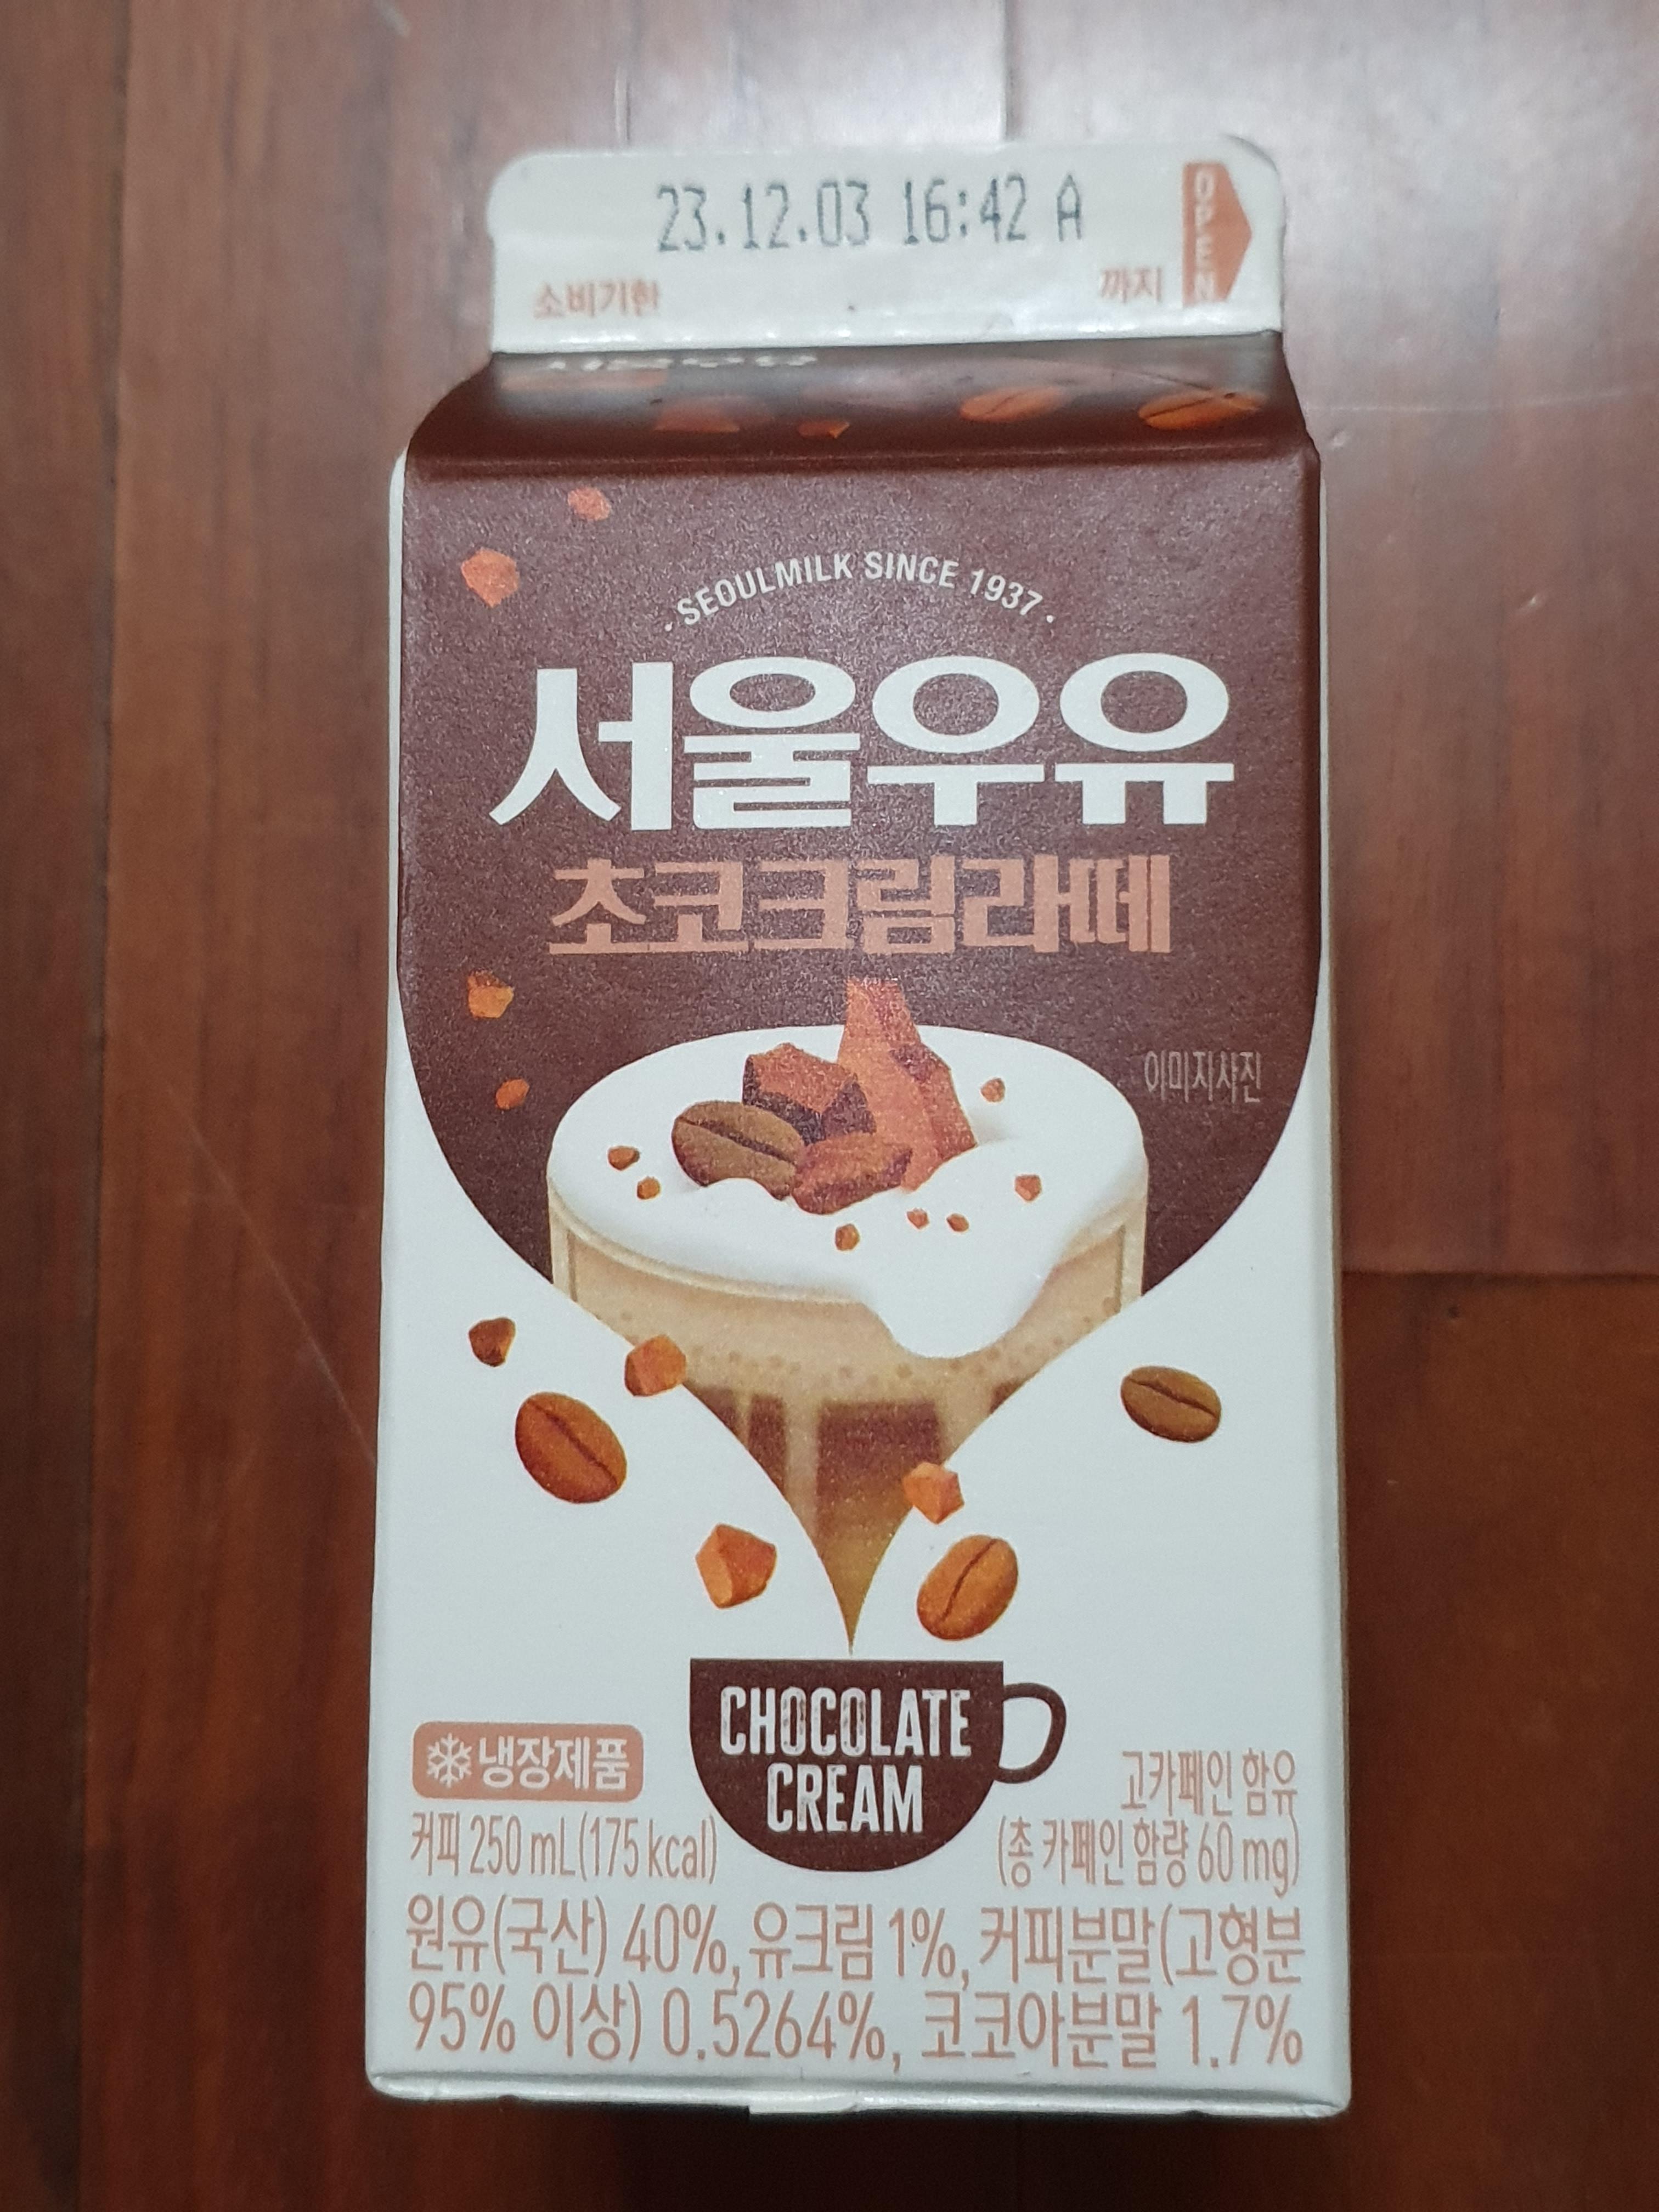 23.12.03 16:42 A
OPEN
소비기한 까지
· SEOULMILK SINCE 1937 ·
서울우유
초코크림라떼
이미지사진
CHOCOLATE
CREAM
냉장제품
고카페인 함유
커피 250 mL(175 kcal)
(총 카페인 함량 60 mg)
원유(국산) 40%, 유크림 1%, 커피분말(고형분
95% 이상) 0.5264%, 코코아분말 1.7%